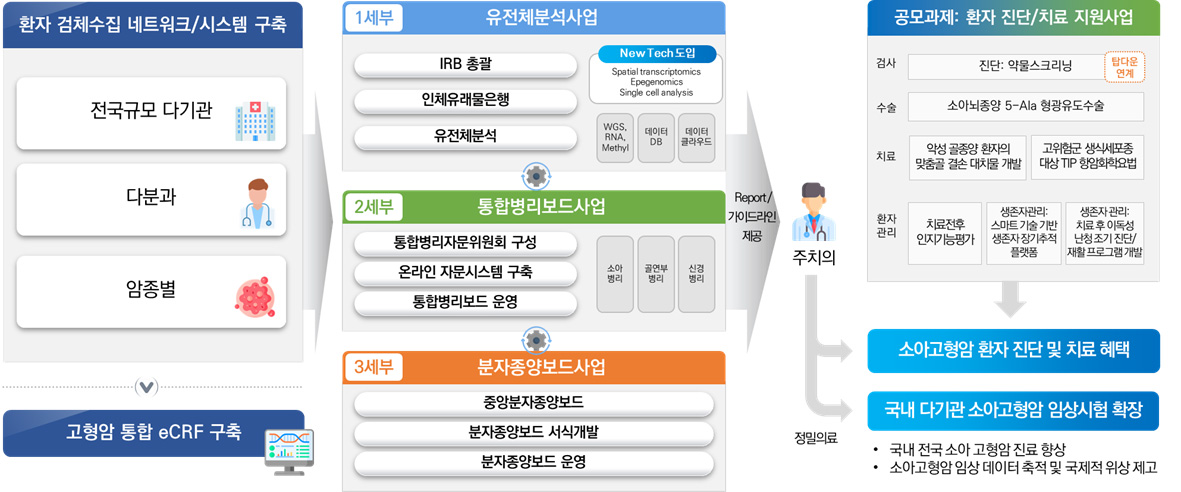 환자 검체수집 네트워크/시스템 구축
전국규모 다기관
다분과
암종별
고형암 통합 eCRF 구축
1세부
유전체분석사업
IRB 총괄
인체유래물은행
유전체분석
New Tech 도입
Spatial transcriptomics
Epegenomics
Single cell analysis
WGS,
RNA,
Methyl
데이터
DB
데이터
클라우드
2세부
통합병리보드사업
통합병리자문위원회 구성
온라인 자문시스템 구축
통합병리보드 운영
소아
병리
골연부
병리
신경
병리
3세부
분자종양보드사업
중앙분자종양보드
분자종양보드 서식개발
분자종양보드 운영
Report/
가이드라인
제공
주치의
정밀의료
공모과제: 환자 진단/치료 지원사업
검사
진단: 약물스크리닝
탑다운
연계
수술
소아뇌종양 5-Ala 형광유도수술
치료
악성 골종양 환자의
맞춤골 결손 대치물 개발
고위험군 생식세포종
대상 TIP 항암화학요법
환자
관리
치료전후
인지기능평가
생존자관리:
스마트 기술 기반
생존자 장기추적
플랫폼
생존자 관리:
치료 후 이독성
난청 조기 진단/
재활 프로그램 개발
소아고형암 환자 진단 및 치료 혜택
국내 다기관 소아고형암 임상시험 확장
• 국내 전국 소아 고형암 진료 향상
• 소아고형암 임상 데이터 축적 및 국제적 위상 제고